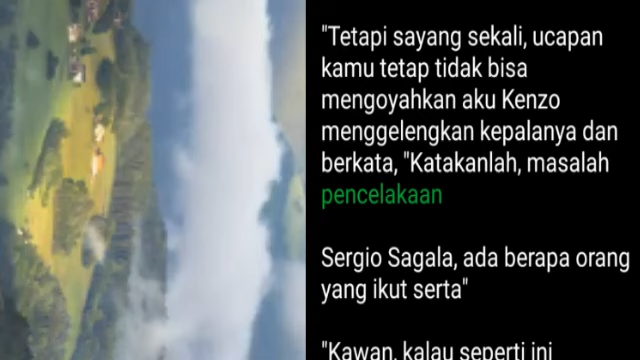 "Tetapi sayang sekali, ucapan
kamu tetap tidak bisa
mengoyahkan aku Kenzo
menggelengkan kepalanya dan
berkata, "Katakanlah, masalah
pencelakaan
Sergio Sagala, ada berapa orang
yang ikut serta"
"Kawan, kalau seperti ini